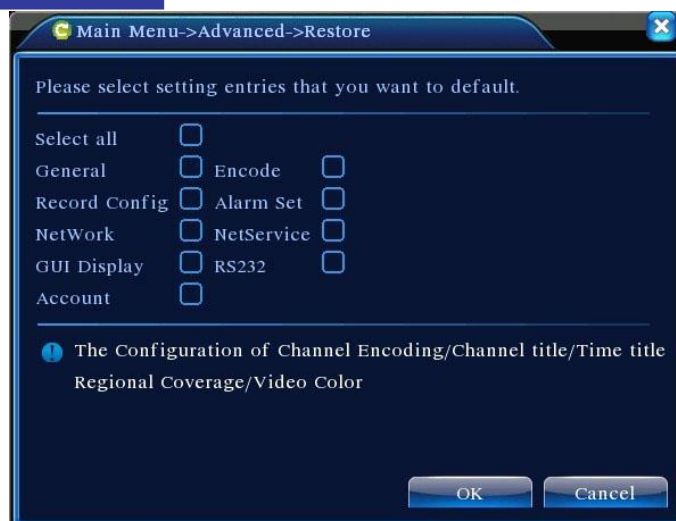 Main Menu->Advanced->Restore
Please select setting entries that you want to default.
Select all
General Encode
Record Config Alarm Set
NetWork NetService
GUI Display RS232
Account
The Configuration of Channel Encoding/Channel title/Time title
Regional Coverage/Video Color
OK Cancel